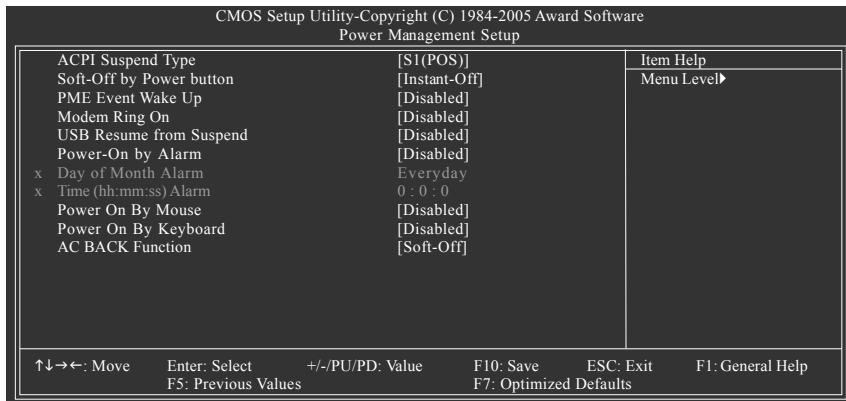 CMOS Setup Utility-Copyright (C) 1984-2005 Award Software
Power Management Setup
ACPI Suspend Type [S1(POS)] Item Help
Soft-Off by Power button [Instant-Off] Menu Level▶
PME Event Wake Up [Disabled]
Modem Ring On [Disabled]
USB Resume from Suspend [Disabled]
Power-On by Alarm [Disabled]
x Day of Month Alarm Everyday
x Time (hh:mm:ss) Alarm 0 : 0 : 0
Power On By Mouse [Disabled]
Power On By Keyboard [Disabled]
AC BACK Function [Soft-Off]
↑↓→←: Move Enter: Select +/-/PU/PD: Value F10: Save ESC: Exit F1: General Help
F5: Previous Values F7: Optimized Defaults